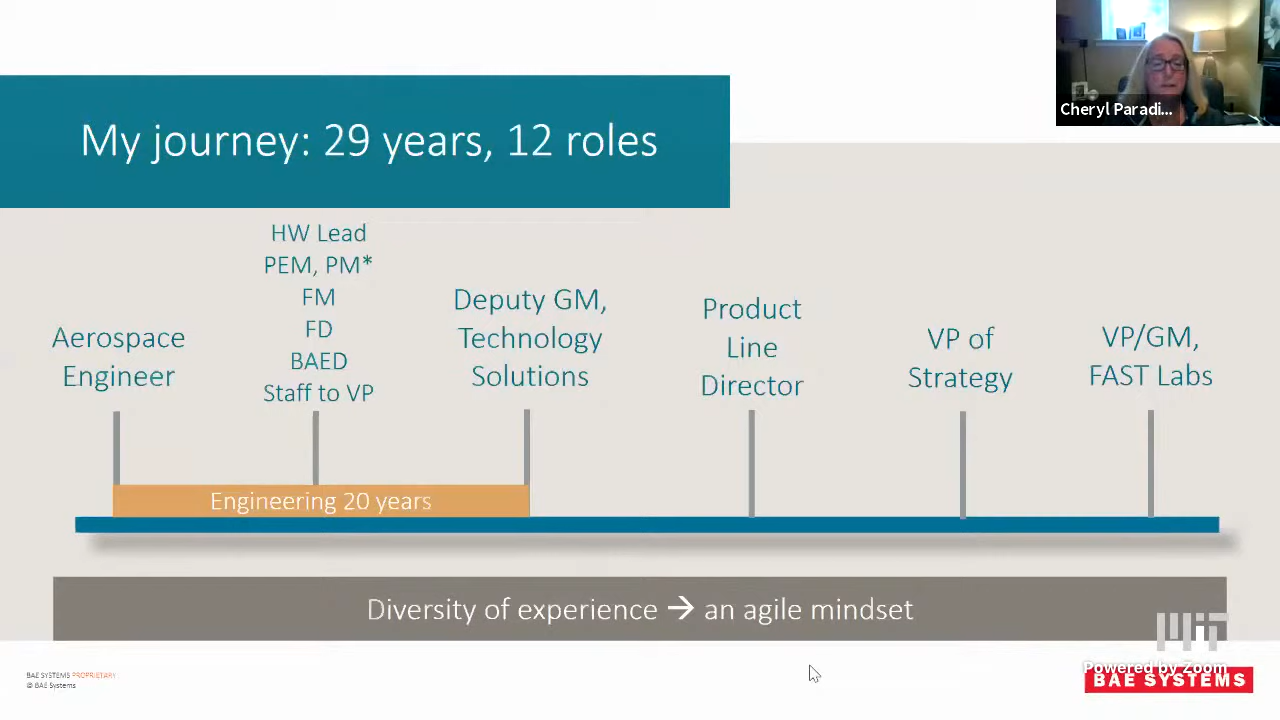 Cheryl Paradi...
My journey: 29 years, 12 roles
Aerospace
Engineer
HW Lead
PEM, PM*
FM
FD
BAED
Staff to VP
Deputy GM,
Technology
Solutions
Product
Line
Director
VP of
Strategy
VP/GM,
FAST Labs
Engineering 20 years
Diversity of experience → an agile mindset
MIT
Powered by Zoom
BAE SYSTEMS PROPRIETARY
© BAE Systems
BAE SYSTEMS